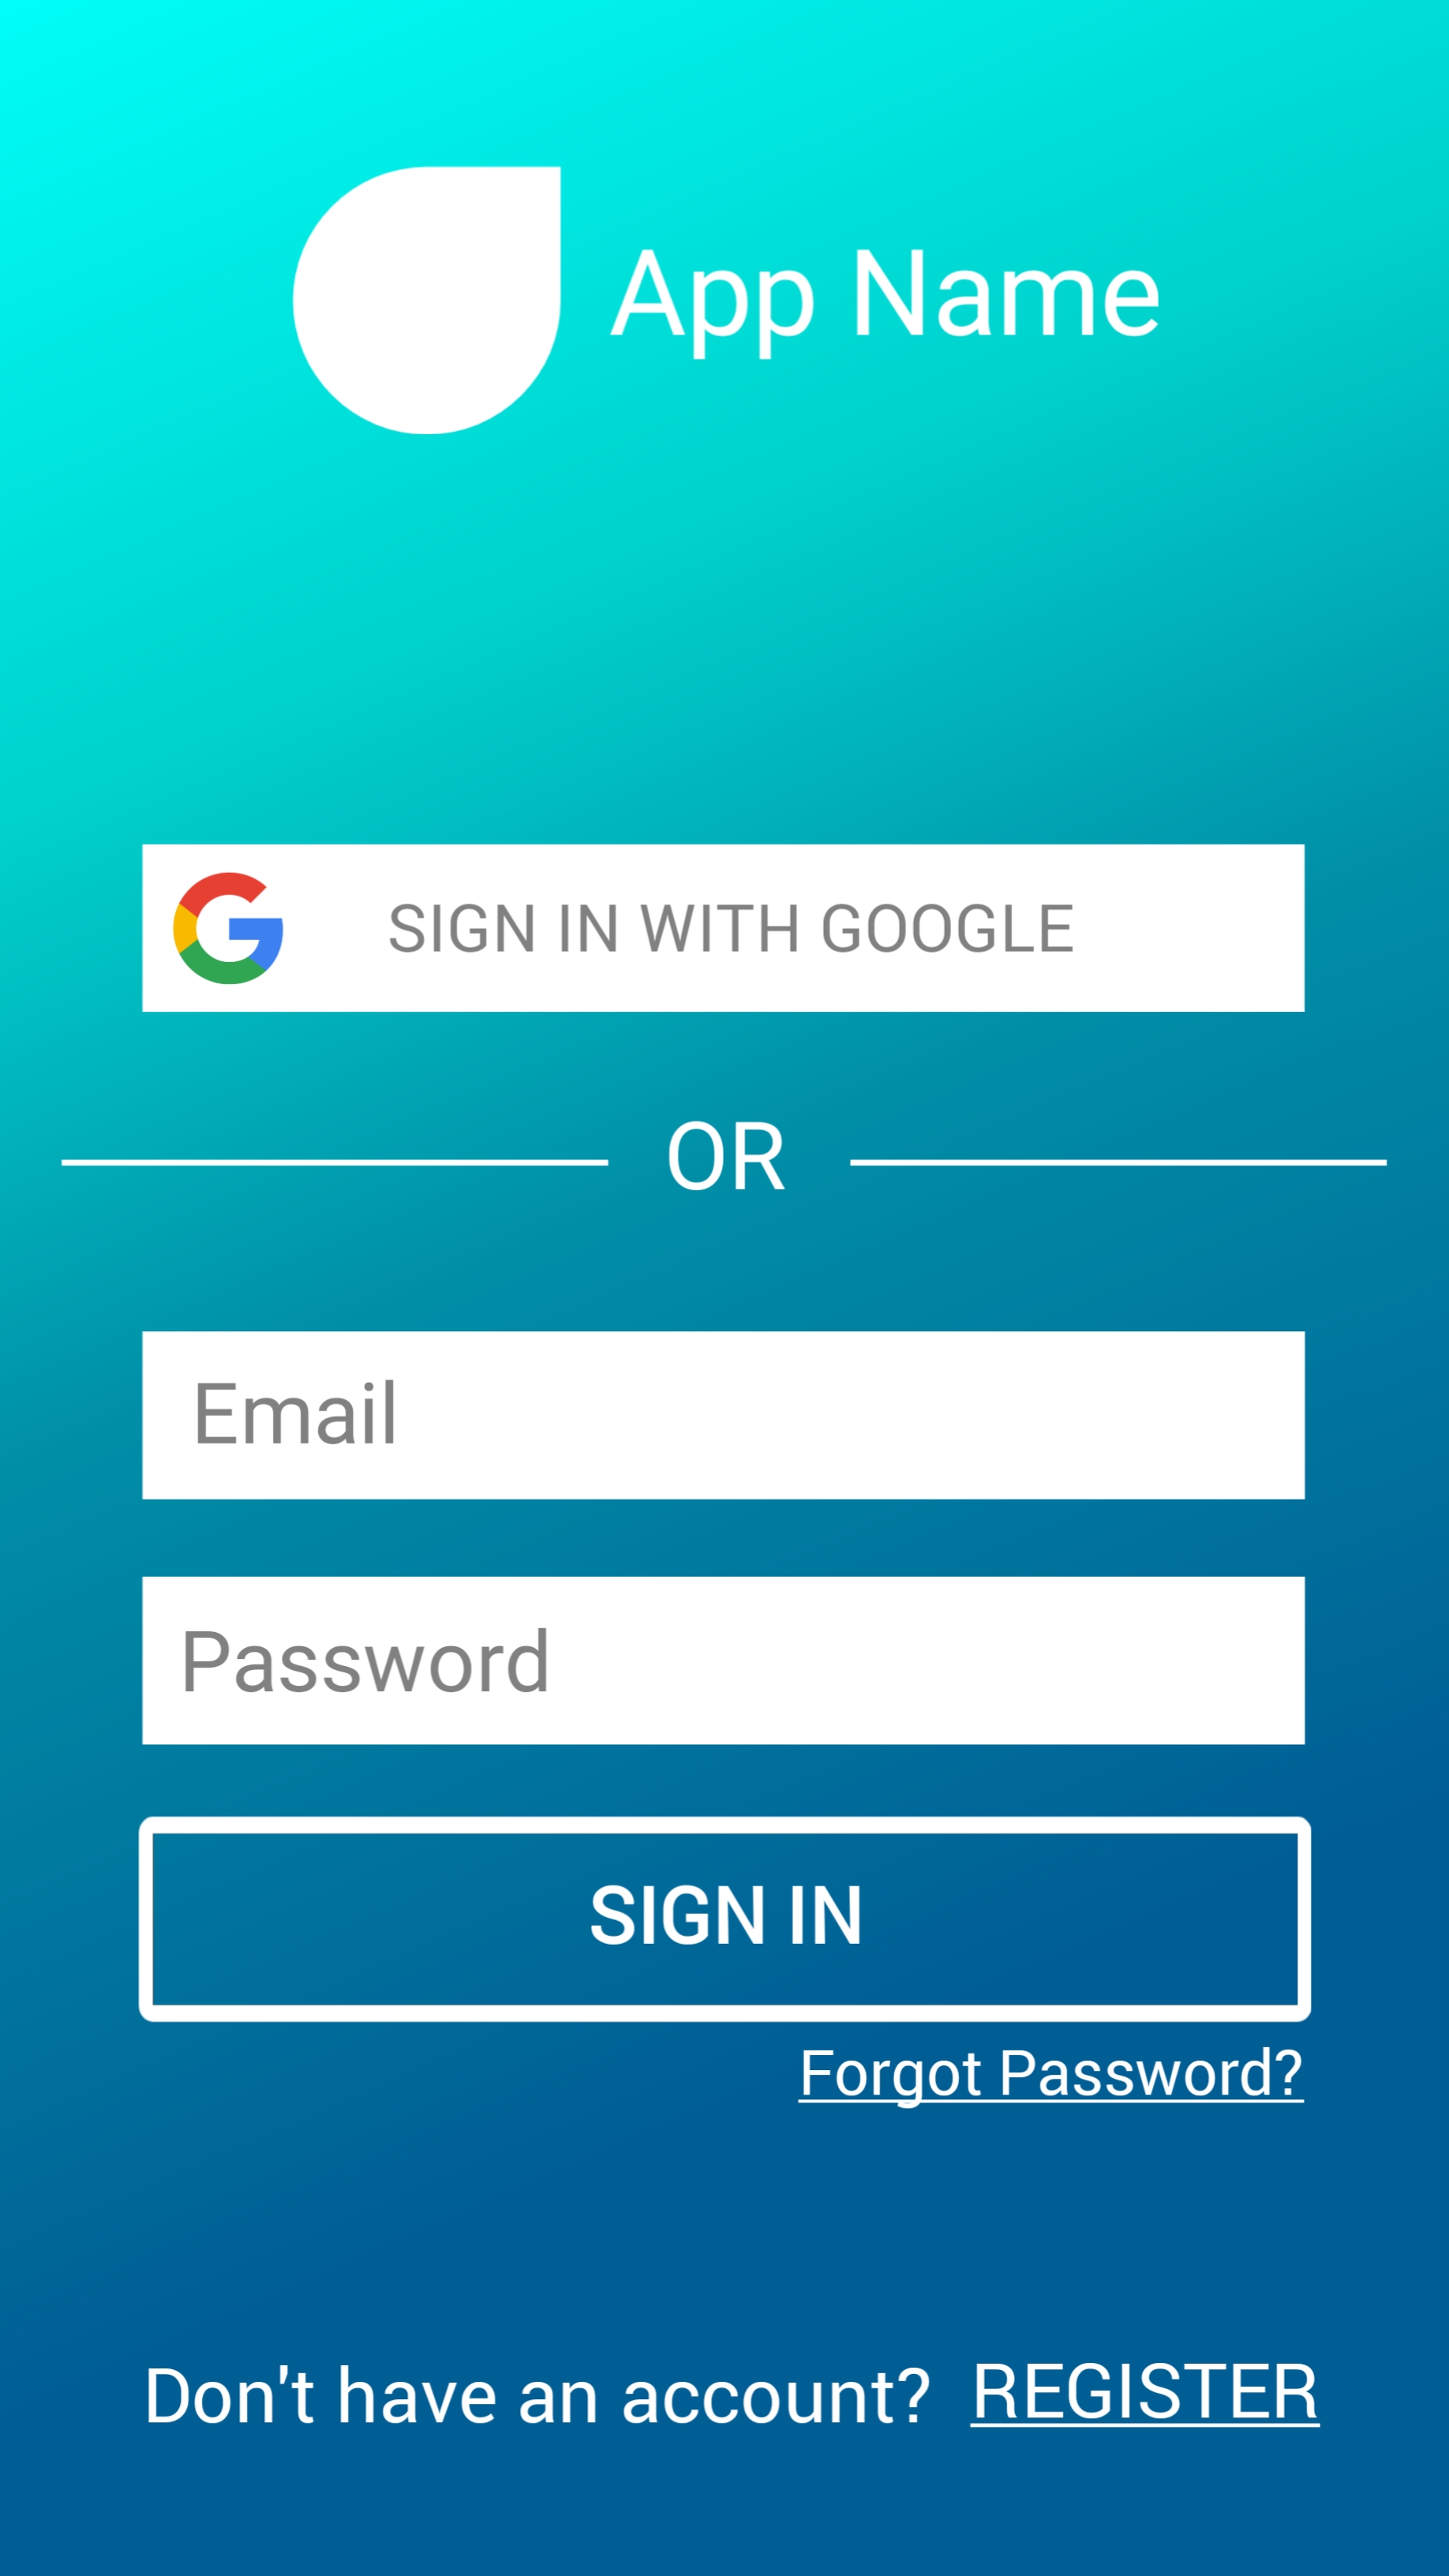 App Name
SIGN IN WITH GOOGLE
OR
Email
Password
SIGN IN
Forgot Password?
Don't have an account? REGISTER